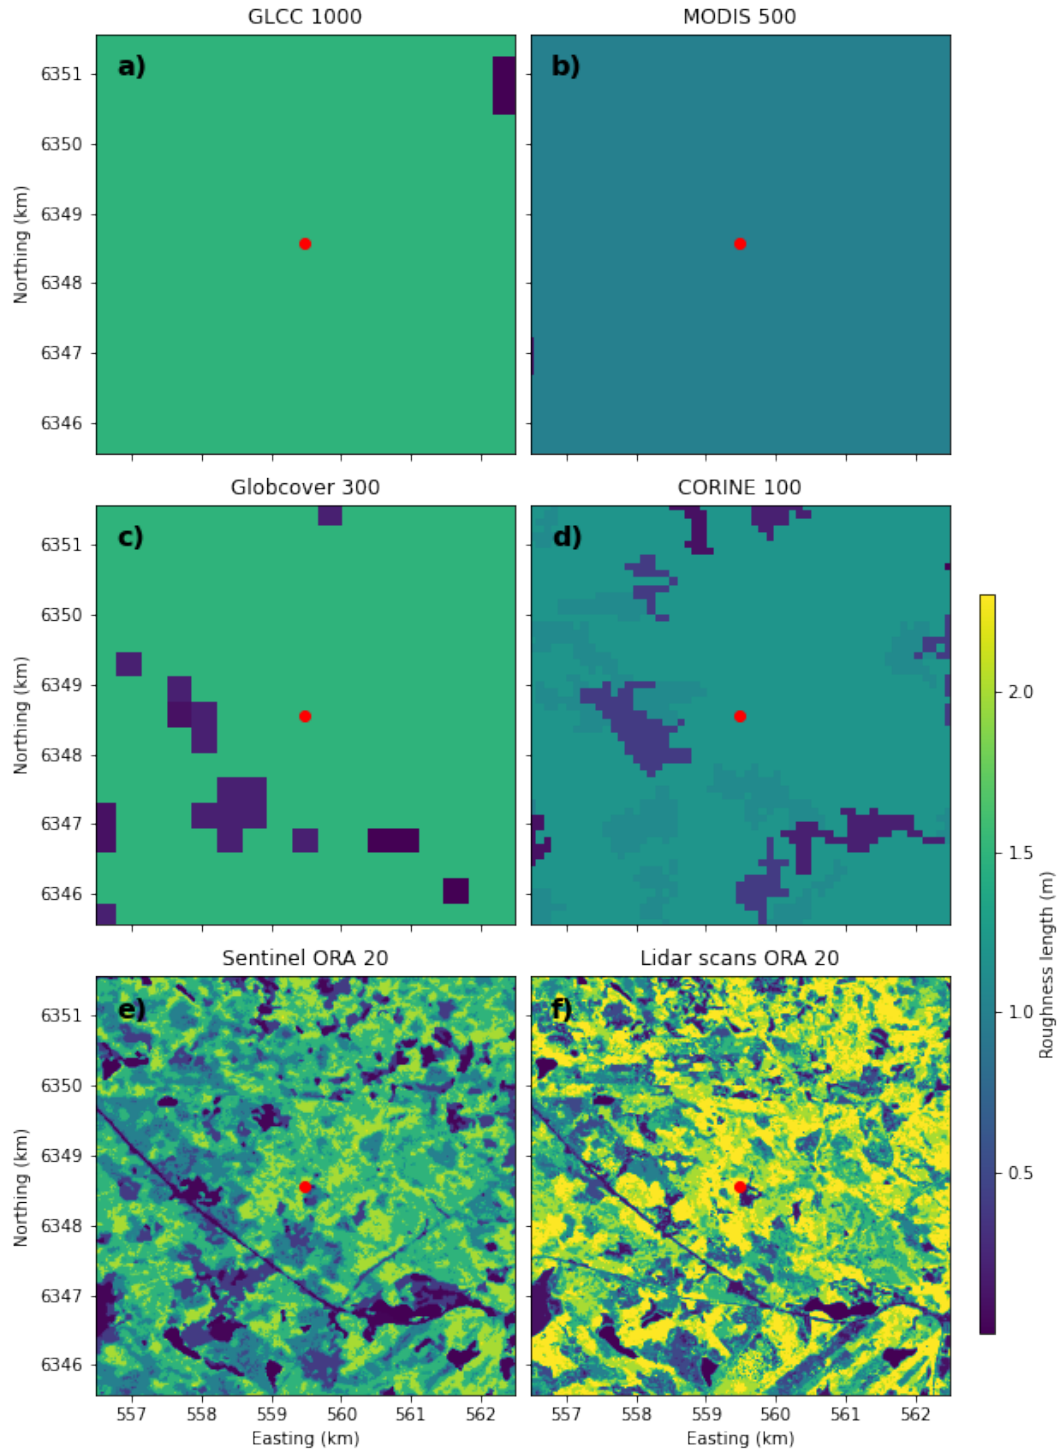 GLCC 1000
MODIS 500
a)
b)
6351
6350
6349
6348
6347
6346
Northing (km)
Globcover 300
CORINE 100
c)
d)
6351
6350
6349
6348
6347
6346
Northing (km)
Sentinel ORA 20
Lidar scans ORA 20
e)
f)
6351
6350
6349
6348
6347
6346
Northing (km)
557 558 559 560 561 562
Easting (km)
557 558 559 560 561 562
Easting (km)
2.0
1.5
1.0
0.5
Roughness length (m)